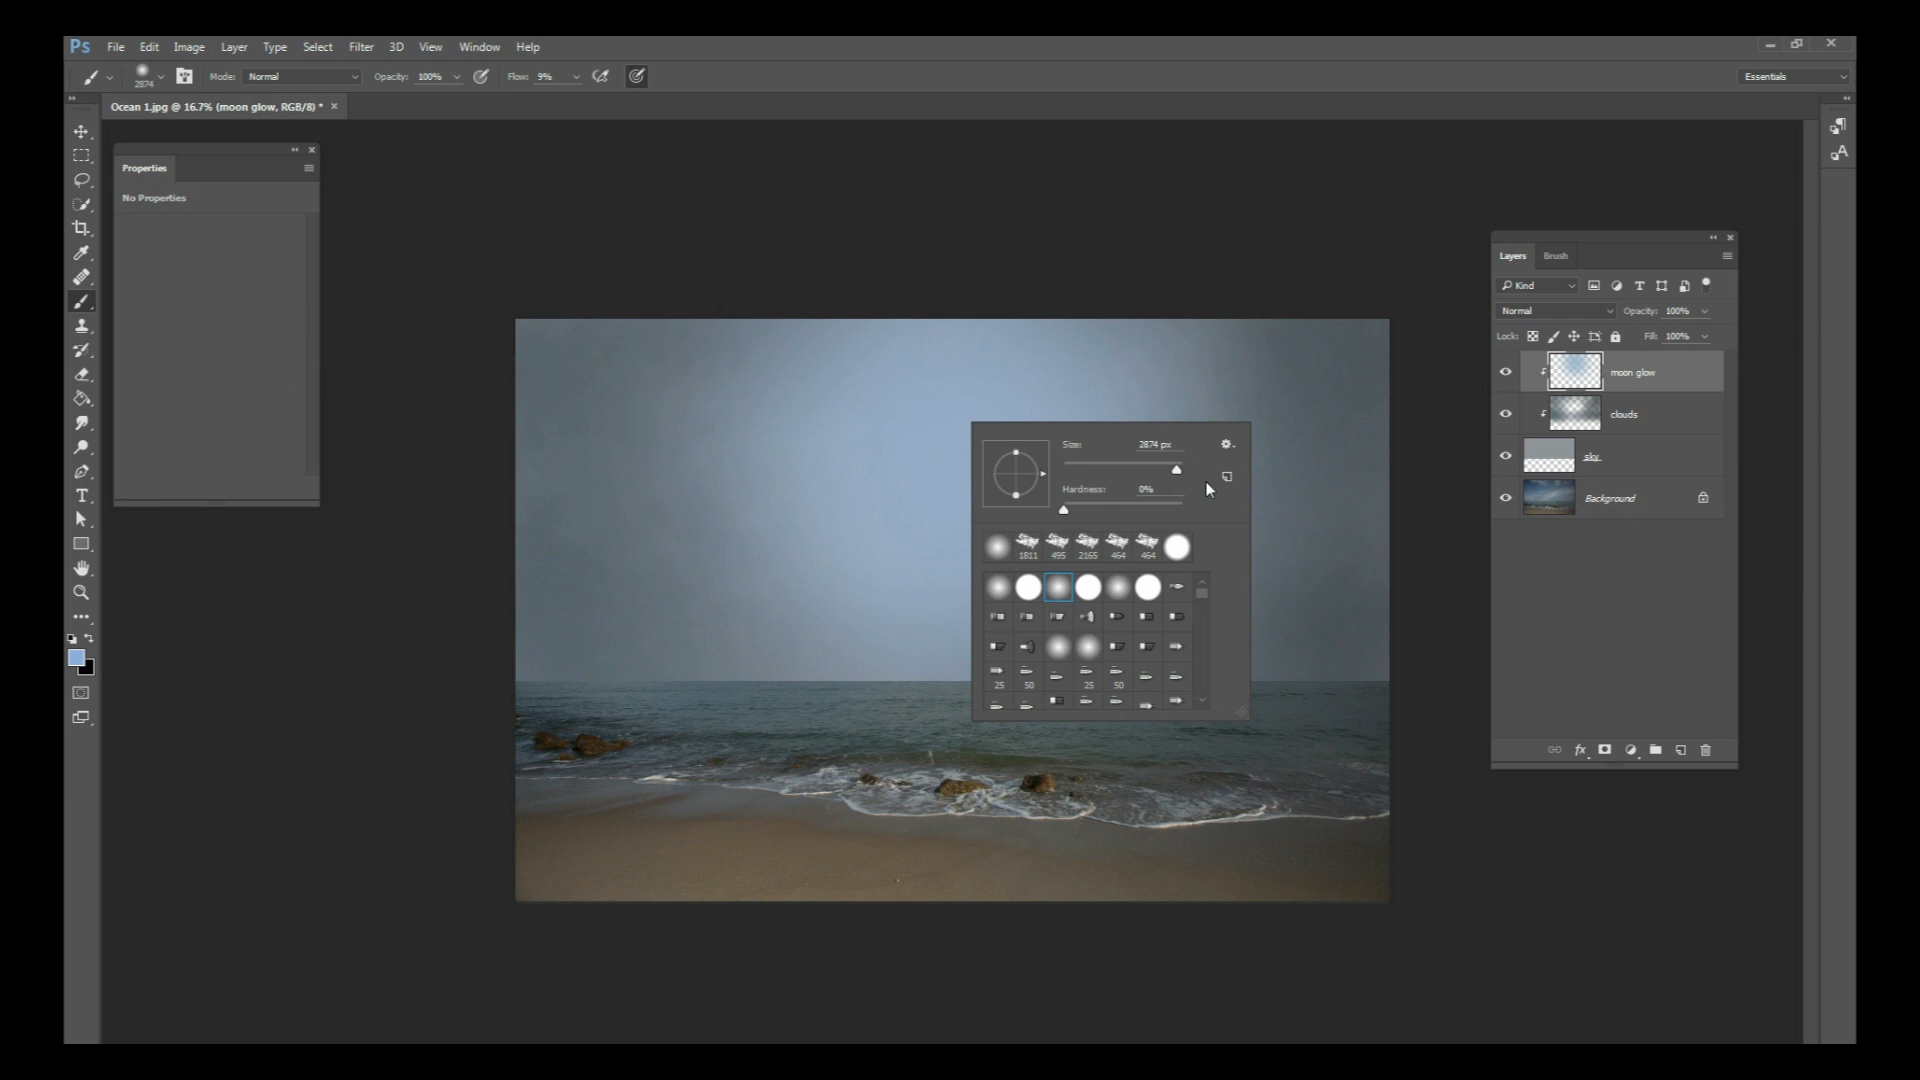 Ps File Edit Image Layer Type Select Filter 3D View Window Help
2874 Mode: Normal Opacity: 100% Flow: 9% Essentials
Ocean 1.jpg @ 16.7% (moon glow, RGB/8) *
Properties
No Properties
Layers Brush
Kind
Normal Opacity: 100%
Lock: Fill: 100%
moon glow
clouds
sky
Background
fx
Size: 2874 px
Hardness: 0%
1811 495 2165 464 464
25 50 25 50